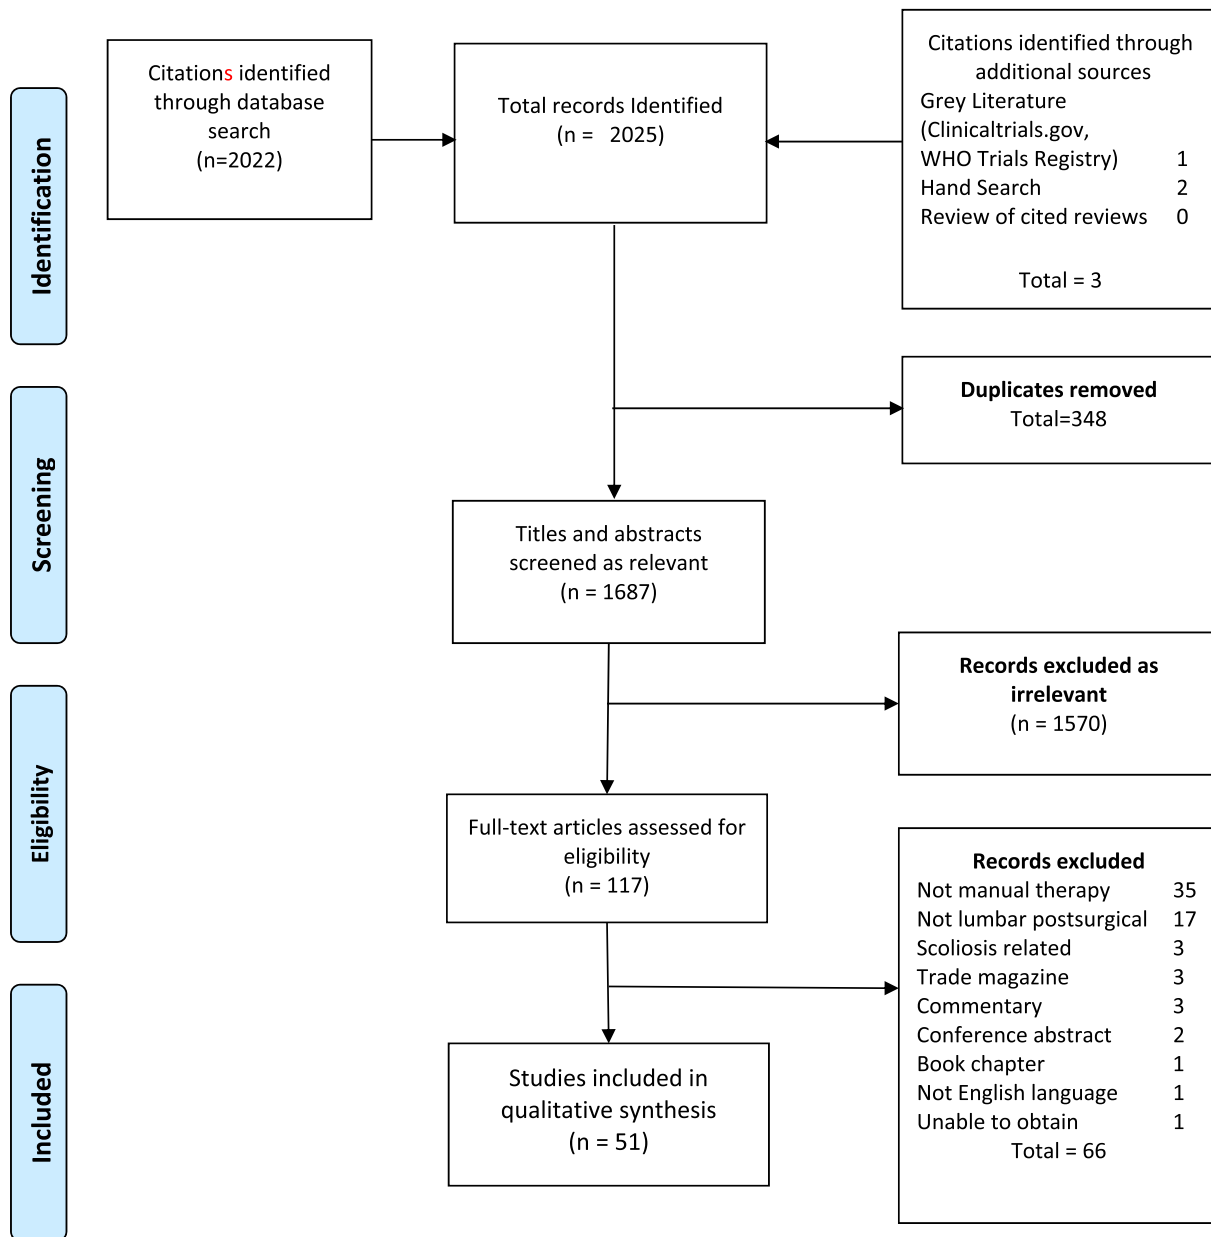 Identification
Citations identified
through database
search
(n=2022)
Total records Identified
(n =   2025)
Citations identified through
additional sources
Grey Literature
(Clinicaltrials.gov,
WHO Trials Registry) 1
Hand Search 2
Review of cited reviews 0
Total = 3
Screening
Duplicates removed
Total=348
Titles and abstracts
screened as relevant
(n = 1687)
Eligibility
Records excluded as
irrelevant
(n = 1570)
Full-text articles assessed for
eligibility
(n = 117)
Records excluded
Not manual therapy 35
Not lumbar postsurgical 17
Scoliosis related 3
Trade magazine 3
Commentary 3
Conference abstract 2
Book chapter 1
Not English language 1
Unable to obtain 1
Total = 66
Included
Studies included in
qualitative synthesis
(n = 51)